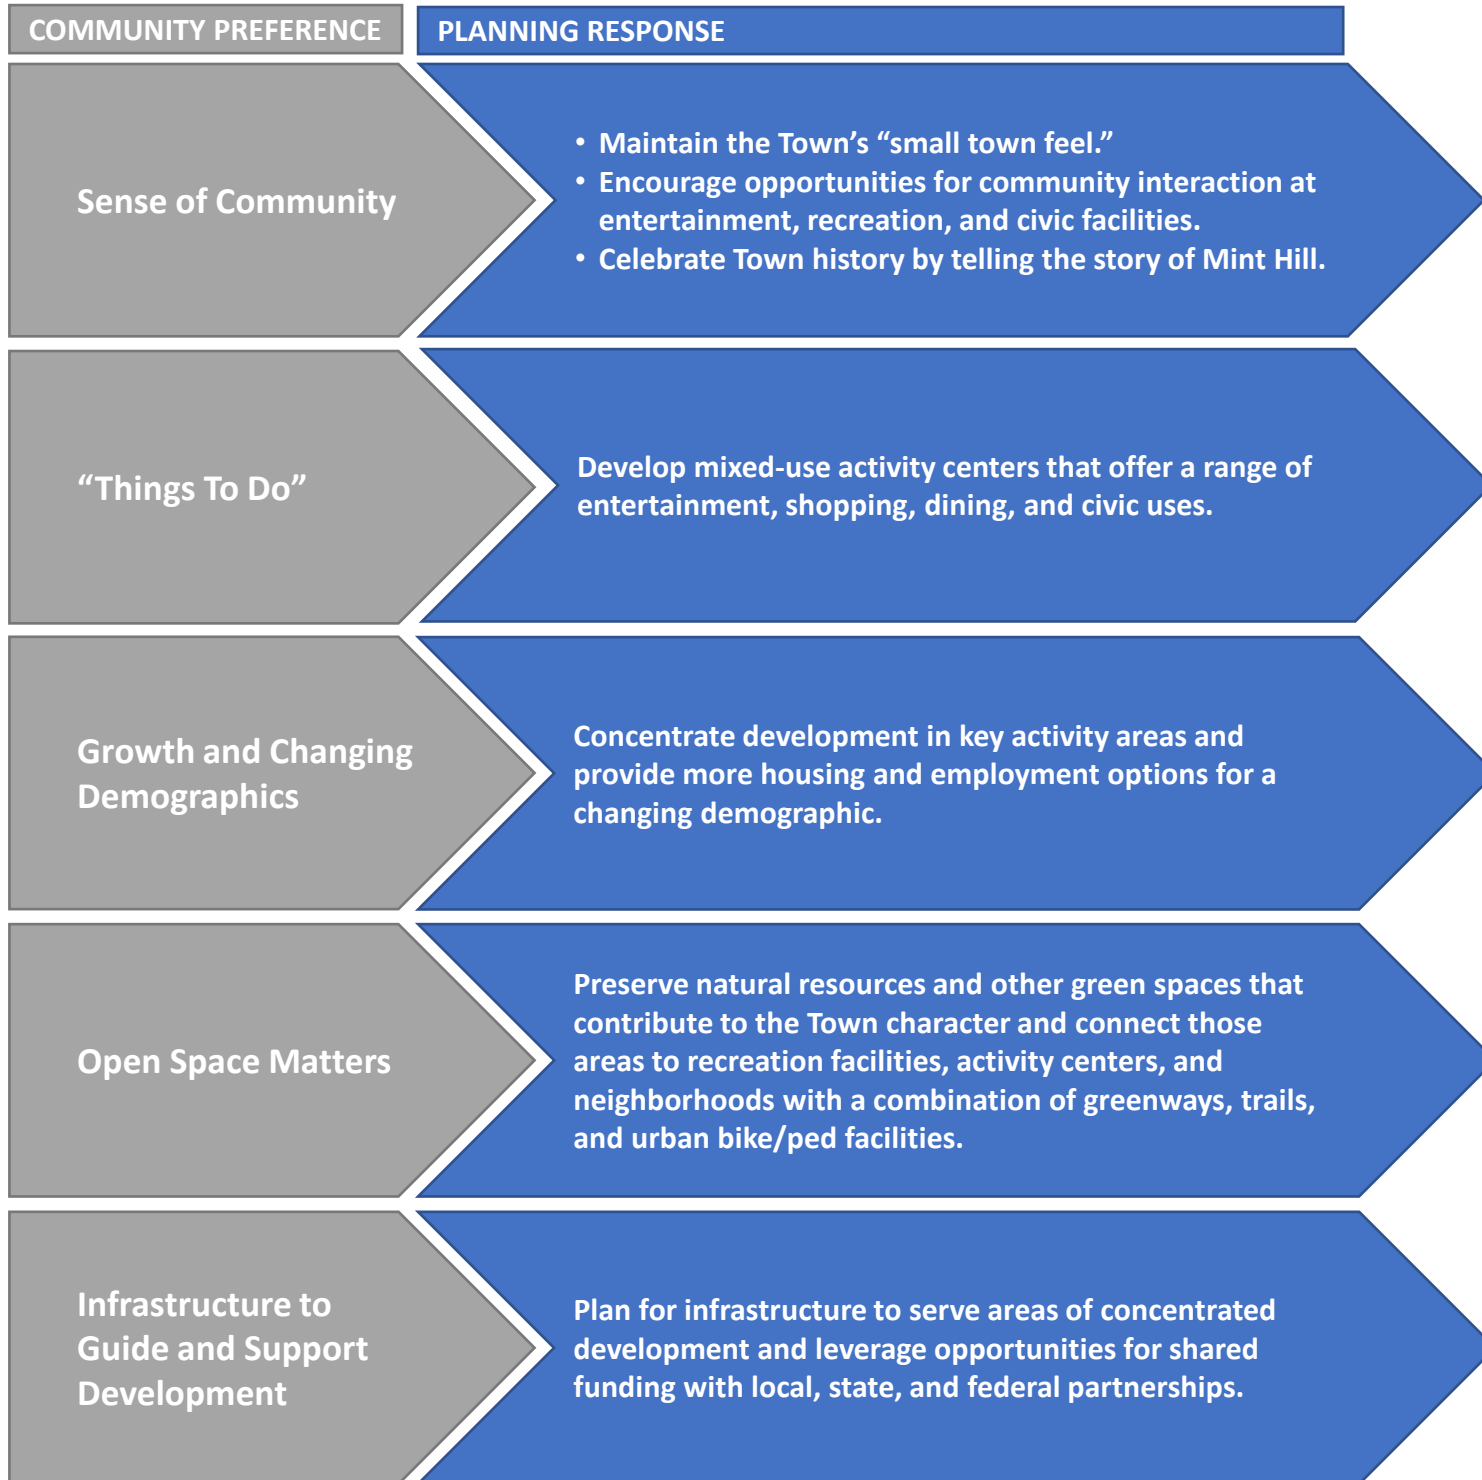 COMMUNITY PREFERENCE
PLANNING RESPONSE
Sense of Community
• Maintain the Town’s “small town feel.”
• Encourage opportunities for community interaction at
entertainment, recreation, and civic facilities.
• Celebrate Town history by telling the story of Mint Hill.
“Things To Do”
Develop mixed-use activity centers that offer a range of
entertainment, shopping, dining, and civic uses.
Growth and Changing
Demographics
Concentrate development in key activity areas and
provide more housing and employment options for a
changing demographic.
Open Space Matters
Preserve natural resources and other green spaces that
contribute to the Town character and connect those
areas to recreation facilities, activity centers, and
neighborhoods with a combination of greenways, trails,
and urban bike/ped facilities.
Infrastructure to
Guide and Support
Development
Plan for infrastructure to serve areas of concentrated
development and leverage opportunities for shared
funding with local, state, and federal partnerships.